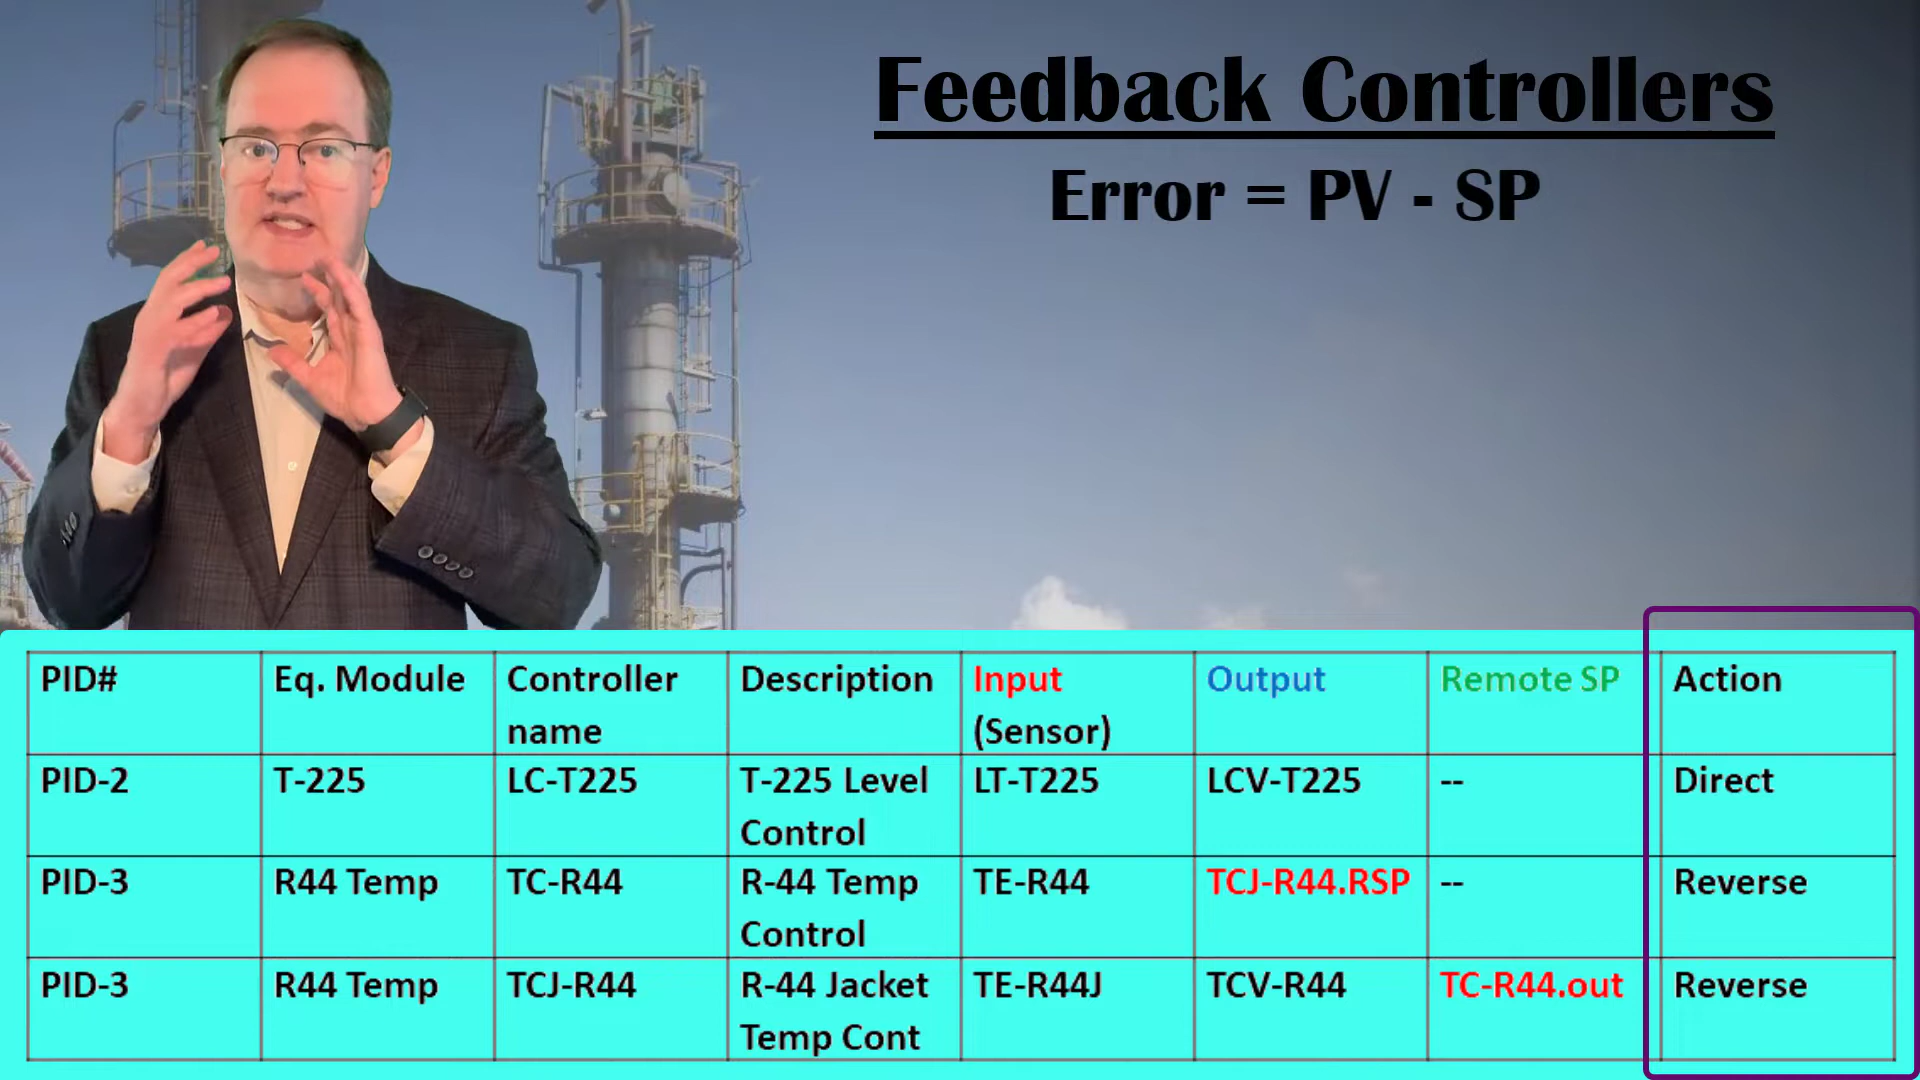 Feedback Controllers
Error = PV - SP
PID# Eq. Module Controller name Description Input (Sensor) Output Remote SP Action
PID-2 T-225 LC-T225 T-225 Level Control LT-T225 LCV-T225 -- Direct
PID-3 R44 Temp TC-R44 R-44 Temp Control TE-R44 TCJ-R44.RSP -- Reverse
PID-3 R44 Temp TCJ-R44 R-44 Jacket Temp Cont TE-R44J TCV-R44 TC-R44.out Reverse